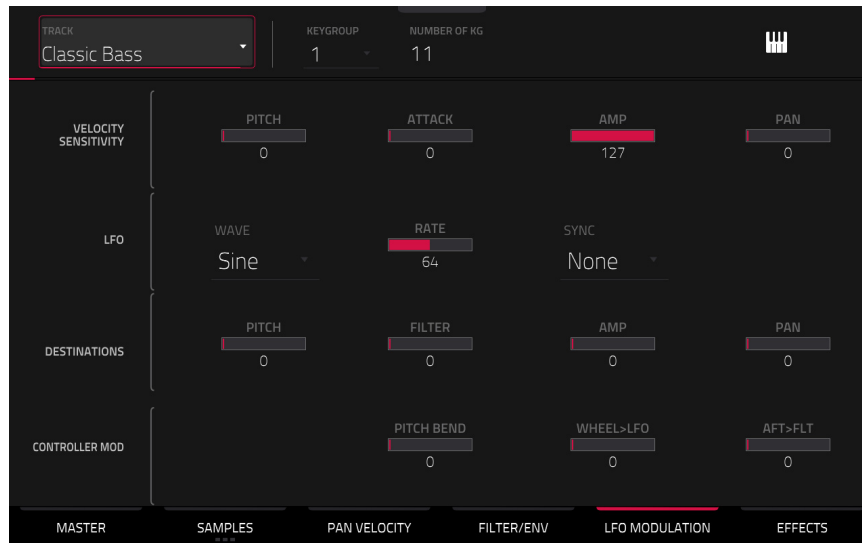 TRACK
Classic Bass
KEYGROUP
1
NUMBER OF KG
11
VELOCITY
SENSITIVITY
PITCH
0
ATTACK
0
AMP
127
PAN
0
LFO
WAVE
Sine
RATE
64
SYNC
None
DESTINATIONS
PITCH
0
FILTER
0
AMP
0
PAN
0
CONTROLLER MOD
PITCH BEND
0
WHEEL>LFO
0
AFT>FLT
0
MASTER
SAMPLES
PAN VELOCITY
FILTER/ENV
LFO MODULATION
EFFECTS